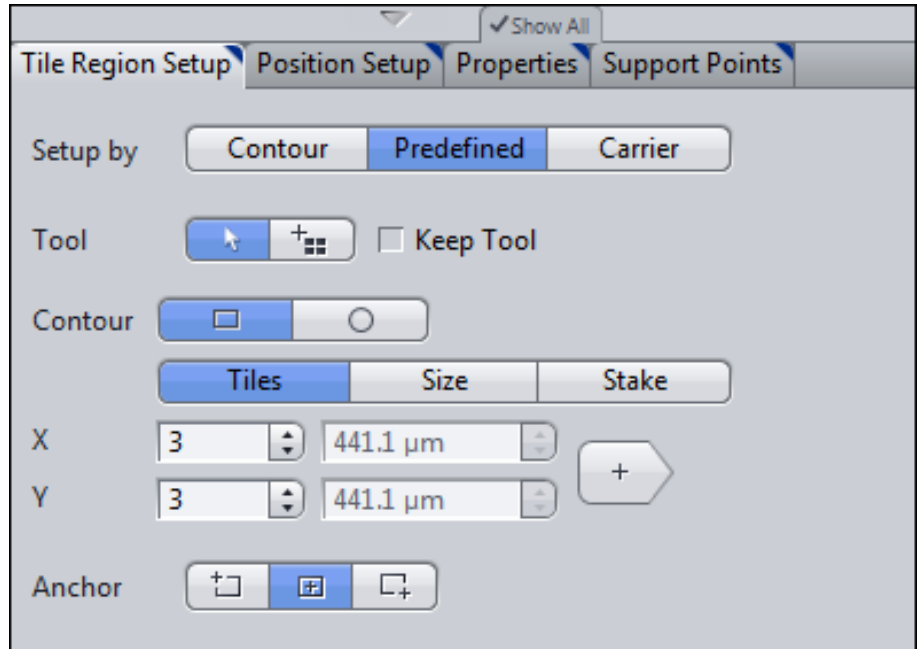 Show All
Tile Region Setup Position Setup Properties Support Points
Setup by Contour Predefined Carrier
Tool Keep Tool
Contour
Tiles Size Stake
X 3 441.1 µm
Y 3 441.1 µm
Anchor